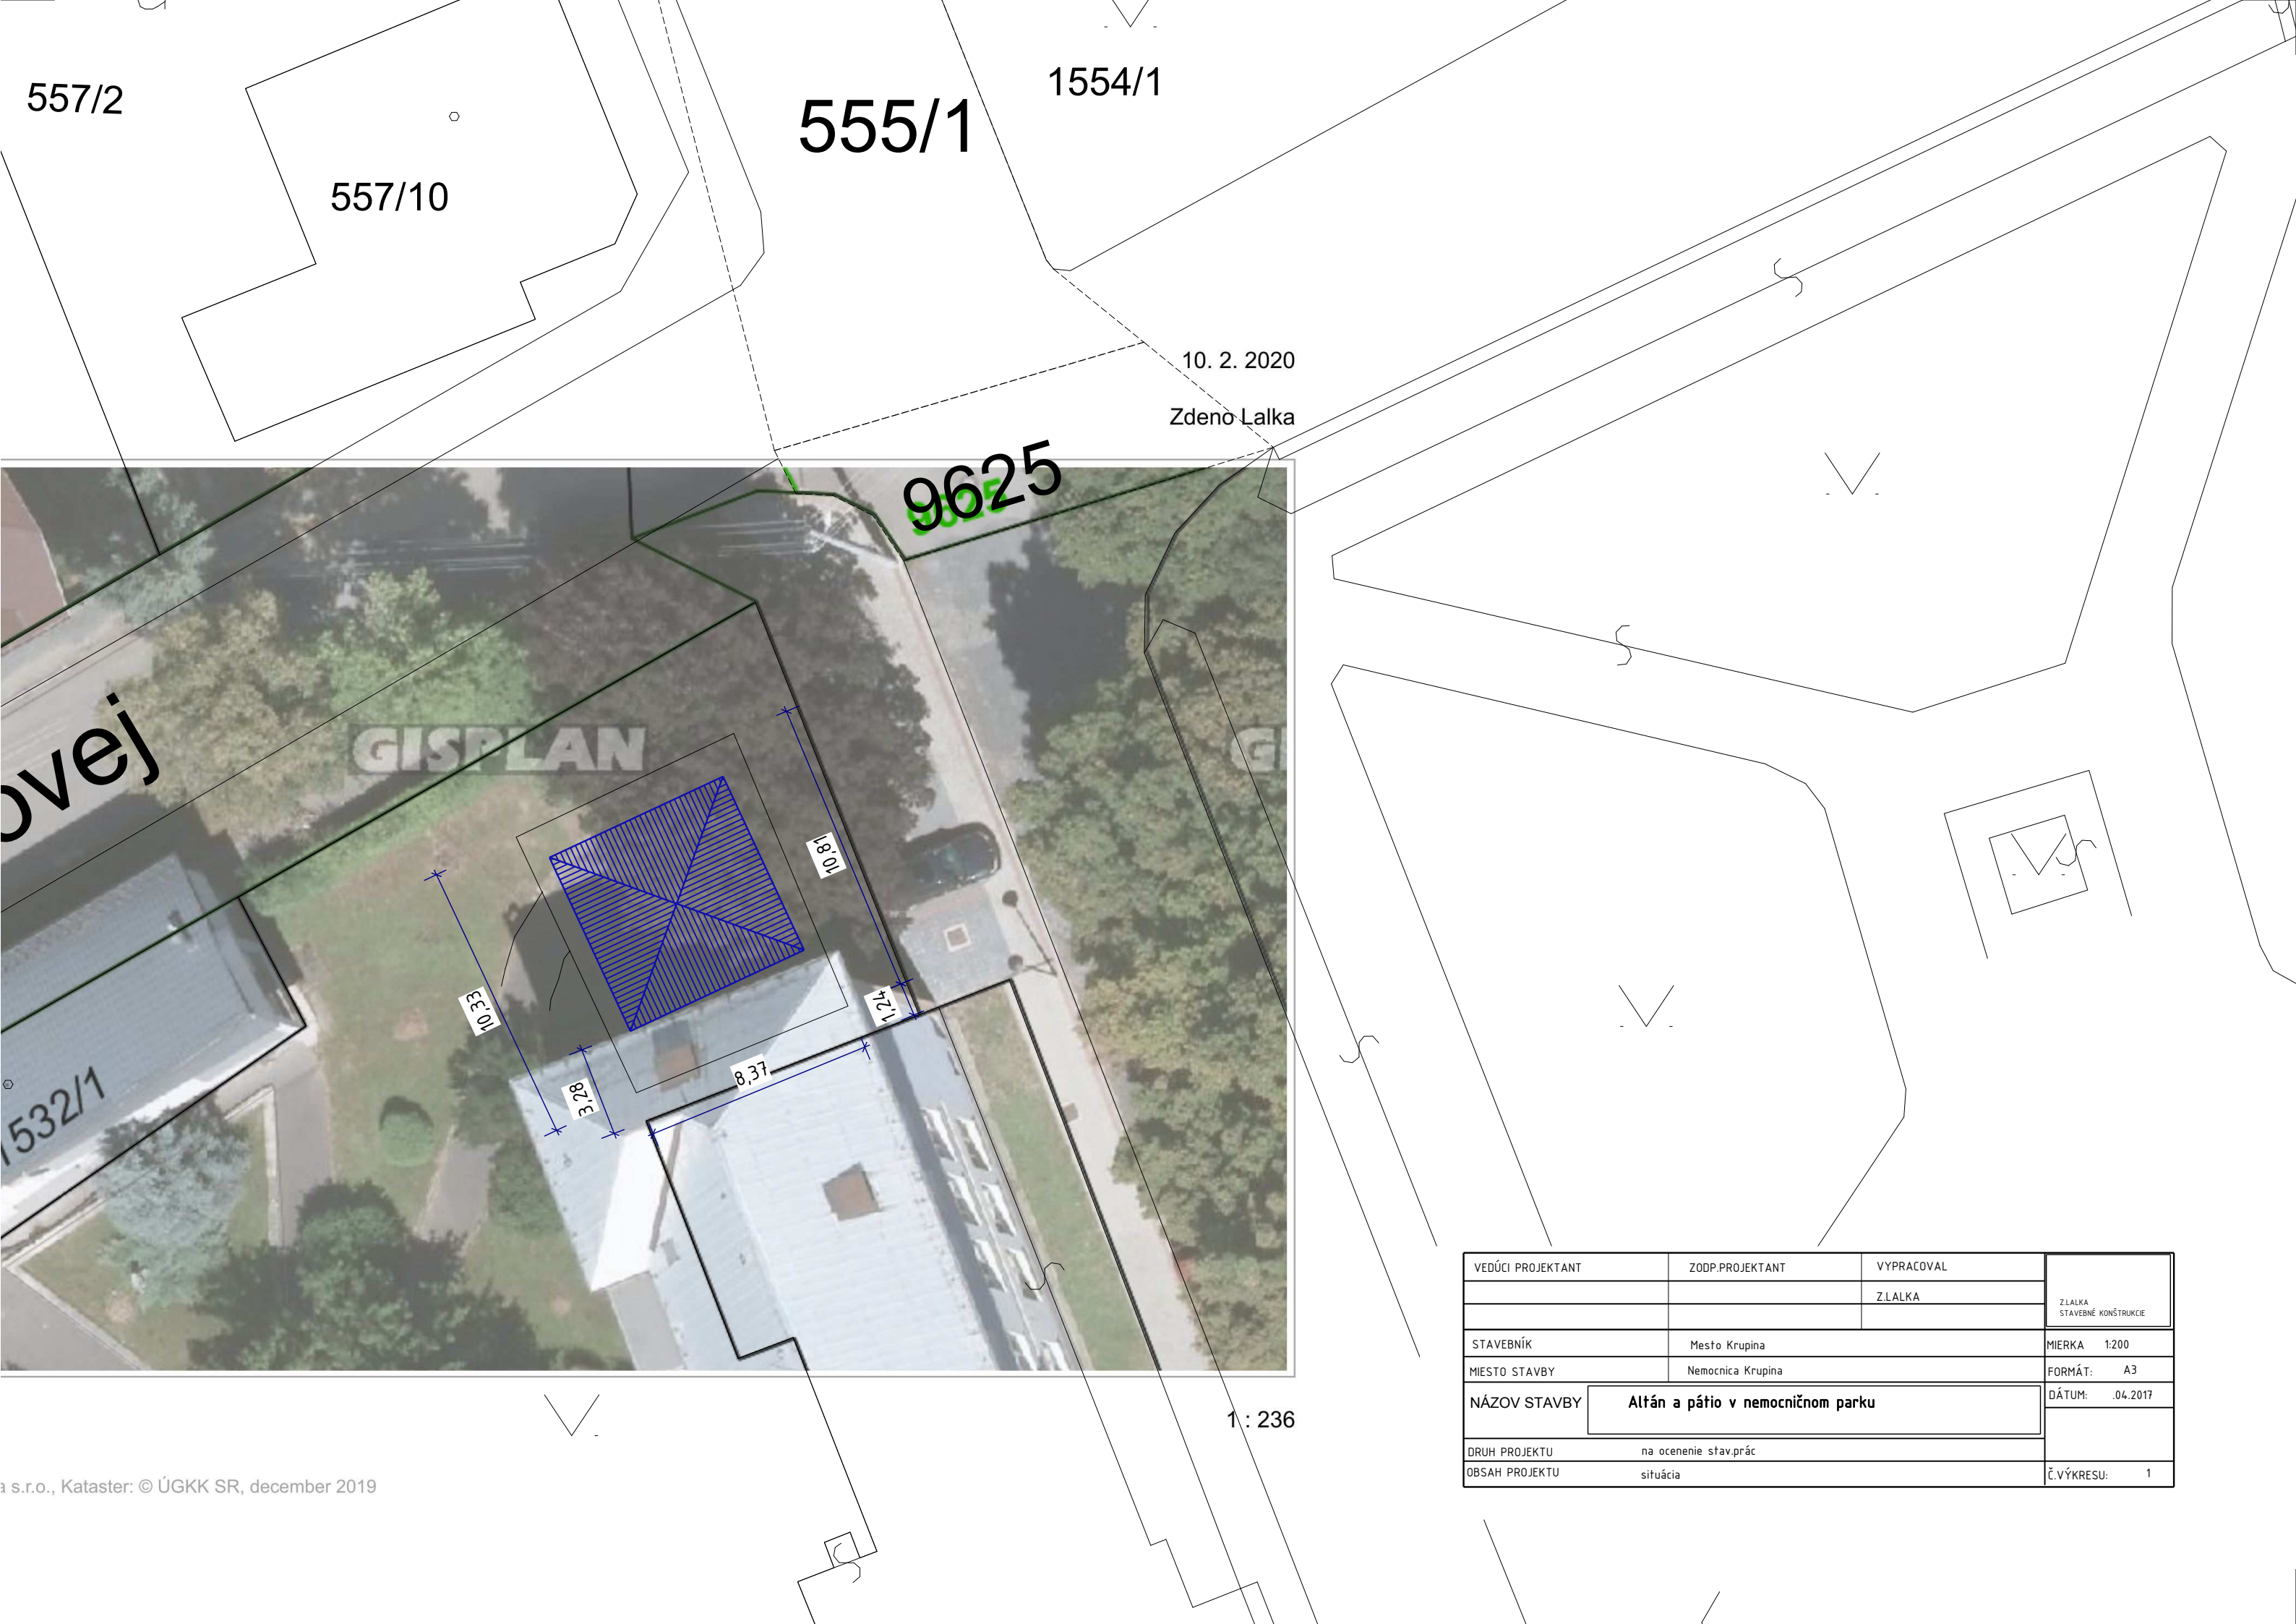 557/2
557/10
555/1
1554/1
10. 2. 2020
Zdeno Lalka
9625
9625
ovej
GISPLAN
GI
10,81
10,33
1,24
8,37
3,28
1532/1
1 : 236
a s.r.o., Kataster: © ÚGKK SR, december 2019
VEDÚCI PROJEKTANT ZODP.PROJEKTANT VYPRACOVAL
Z.LALKA
Z.LALKA
STAVEBNÉ KONŠTRUKCIE
STAVEBNÍK Mesto Krupina MIERKA 1:200
MIESTO STAVBY Nemocnica Krupina FORMÁT: A3
NÁZOV STAVBY Altán a pátio v nemocničnom parku DÁTUM: .04.2017
DRUH PROJEKTU na ocenenie stav.prác
OBSAH PROJEKTU situácia Č.VÝKRESU: 1